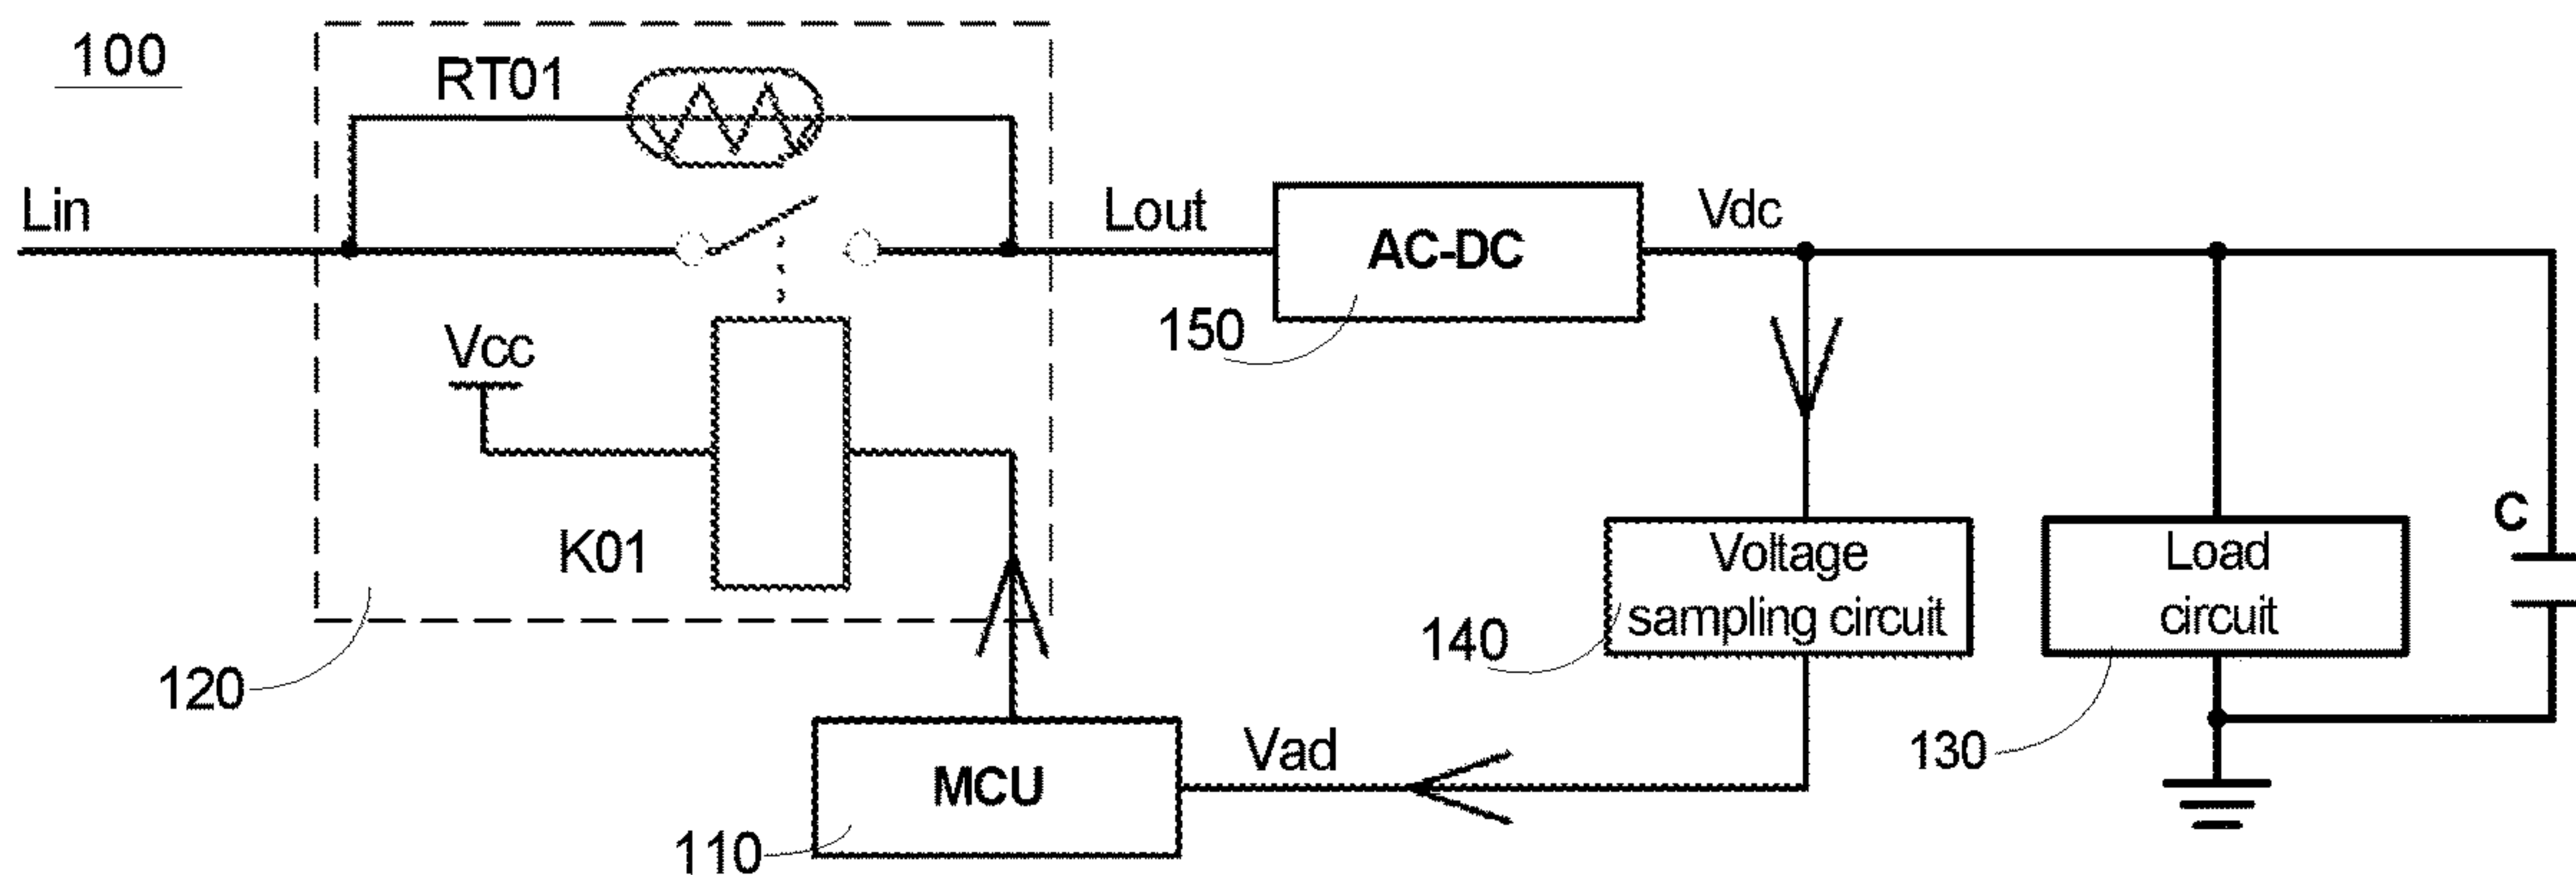 100
RT01
Lin
Lout
AC-DC
Vdc
150
Vcc
K01
Voltage
sampling circuit
Load
circuit
C
140
120
130
Vad
MCU
110